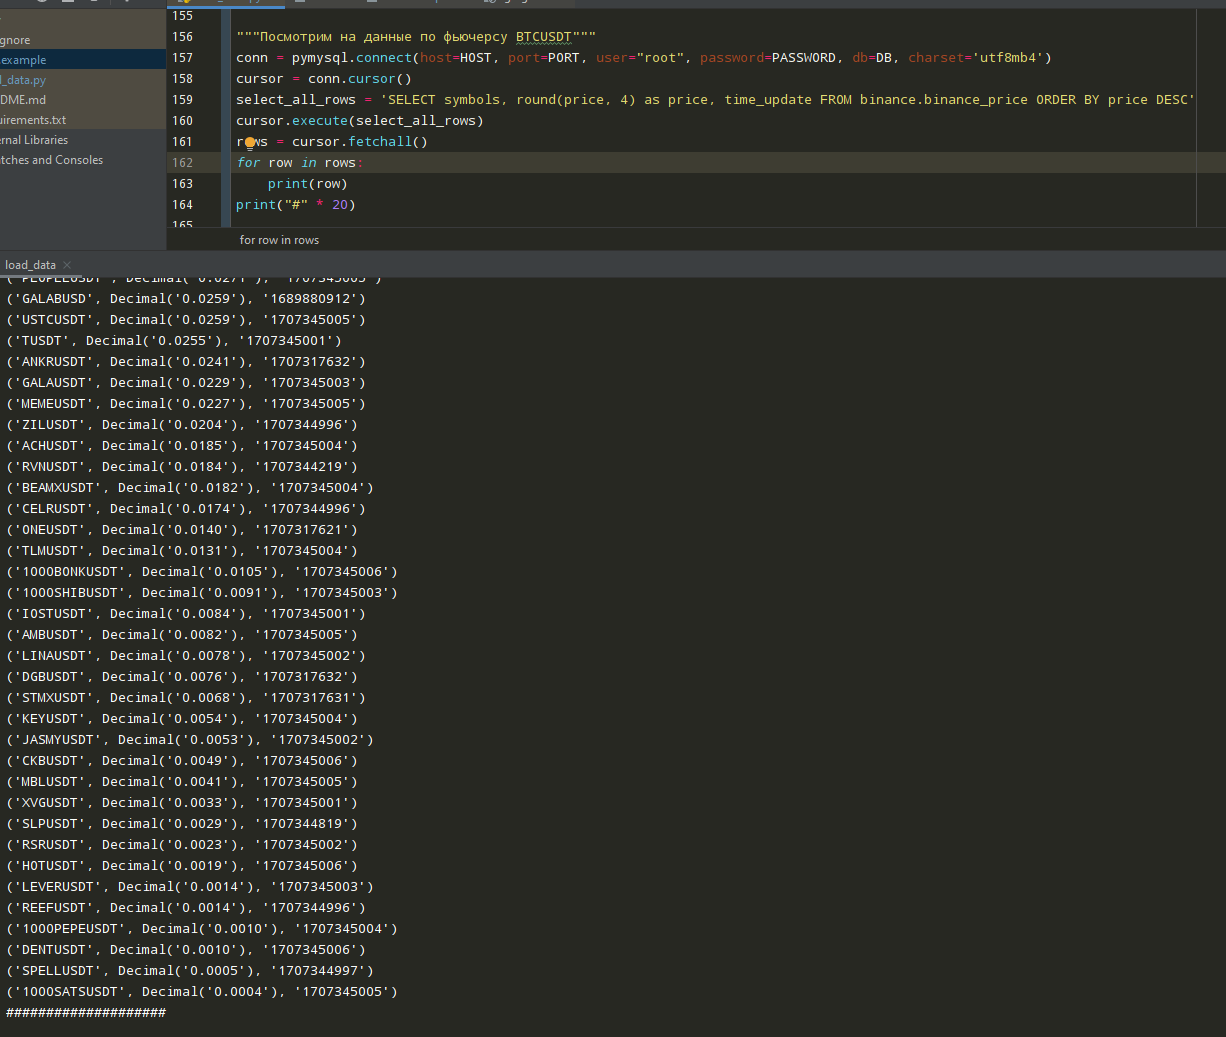 155
gnore
156 """Посмотрим на данные по фьючерсу BTCUSDT"""
example
157 conn = pymysql.connect(host=HOST, port=PORT, user="root", password=PASSWORD, db=DB, charset='utf8mb4')
_data.py
158 cursor = conn.cursor()
DME.md
159 select_all_rows = 'SELECT symbols, round(price, 4) as price, time_update FROM binance.binance_price ORDER BY price DESC'
uirements.txt
160 cursor.execute(select_all_rows)
ernal Libraries
161 rows = cursor.fetchall()
atches and Consoles
162 for row in rows:
163 print(row)
164 print("#" * 20)
165
for row in rows
load_data
('PEOPLEUSDT', Decimal('0.0271'), '1707345005')
('GALABUSD', Decimal('0.0259'), '1689880912')
('USTCUSDT', Decimal('0.0259'), '1707345005')
('TUSDT', Decimal('0.0255'), '1707345001')
('ANKRUSDT', Decimal('0.0241'), '1707317632')
('GALAUSDT', Decimal('0.0229'), '1707345003')
('MEMEUSDT', Decimal('0.0227'), '1707345005')
('ZILUSDT', Decimal('0.0204'), '1707344996')
('ACHUSDT', Decimal('0.0185'), '1707345004')
('RVNUSDT', Decimal('0.0184'), '1707344219')
('BEAMXUSDT', Decimal('0.0182'), '1707345004')
('CELRUSDT', Decimal('0.0174'), '1707344996')
('ONEUSDT', Decimal('0.0140'), '1707317621')
('TLMUSDT', Decimal('0.0131'), '1707345004')
('1000BONKUSDT', Decimal('0.0105'), '1707345006')
('1000SHIBUSDT', Decimal('0.0091'), '1707345003')
('IOSTUSDT', Decimal('0.0084'), '1707345001')
('AMBUSDT', Decimal('0.0082'), '1707345005')
('LINAUSDT', Decimal('0.0078'), '1707345002')
('DGBUSDT', Decimal('0.0076'), '1707317632')
('STMXUSDT', Decimal('0.0068'), '1707317631')
('KEYUSDT', Decimal('0.0054'), '1707345004')
('JASMYUSDT', Decimal('0.0053'), '1707345002')
('CKBUSDT', Decimal('0.0049'), '1707345006')
('MBLUSDT', Decimal('0.0041'), '1707345005')
('XVGUSDT', Decimal('0.0033'), '1707345001')
('SLPUSDT', Decimal('0.0029'), '1707344819')
('RSRUSDT', Decimal('0.0023'), '1707345002')
('HOTUSDT', Decimal('0.0019'), '1707345006')
('LEVERUSDT', Decimal('0.0014'), '1707345003')
('REEFUSDT', Decimal('0.0014'), '1707344996')
('1000PEPEUSDT', Decimal('0.0010'), '1707345004')
('DENTUSDT', Decimal('0.0010'), '1707345006')
('SPELLUSDT', Decimal('0.0005'), '1707344997')
('1000SATSUSDT', Decimal('0.0004'), '1707345005')
####################